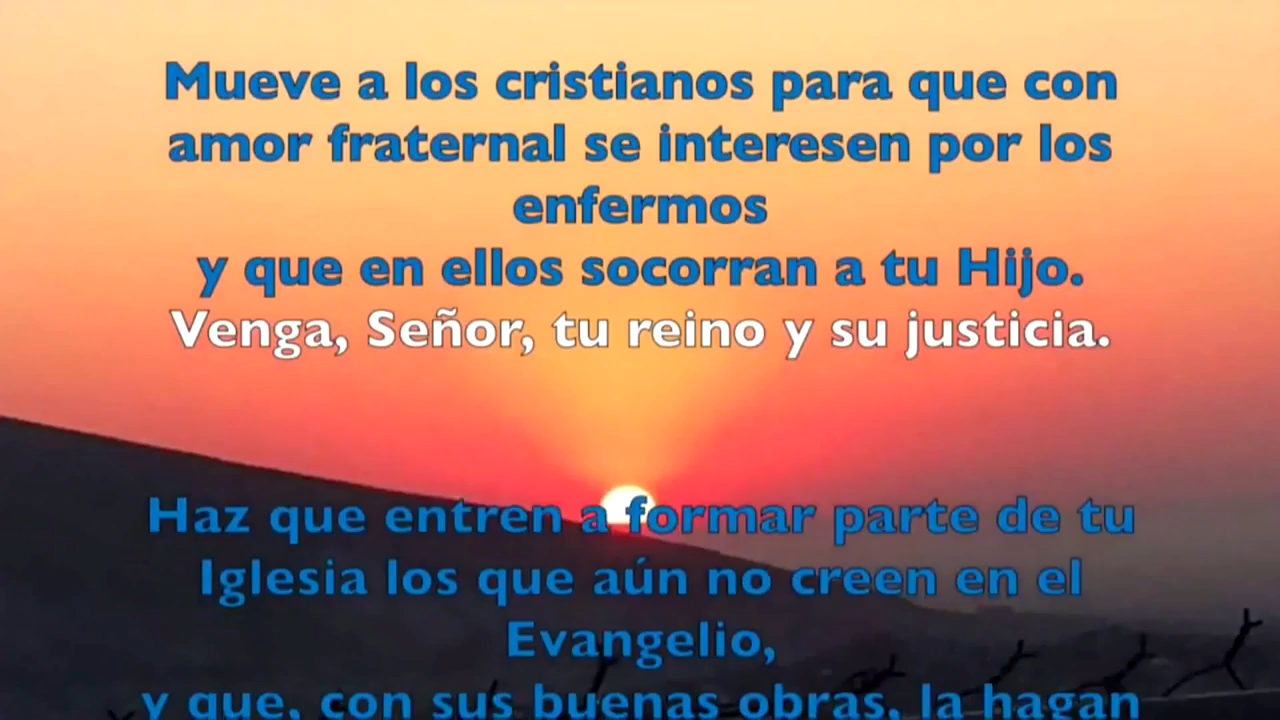 Mueve a los cristianos para que con
amor fraternal se interesen por los
enfermos
y que en ellos socorran a tu Hijo.
Venga, Señor, tu reino y su justicia.
Haz que entren a formar parte de tu
Iglesia los que aún no creen en el
Evangelio,
y que, con sus buenas obras, la hagan